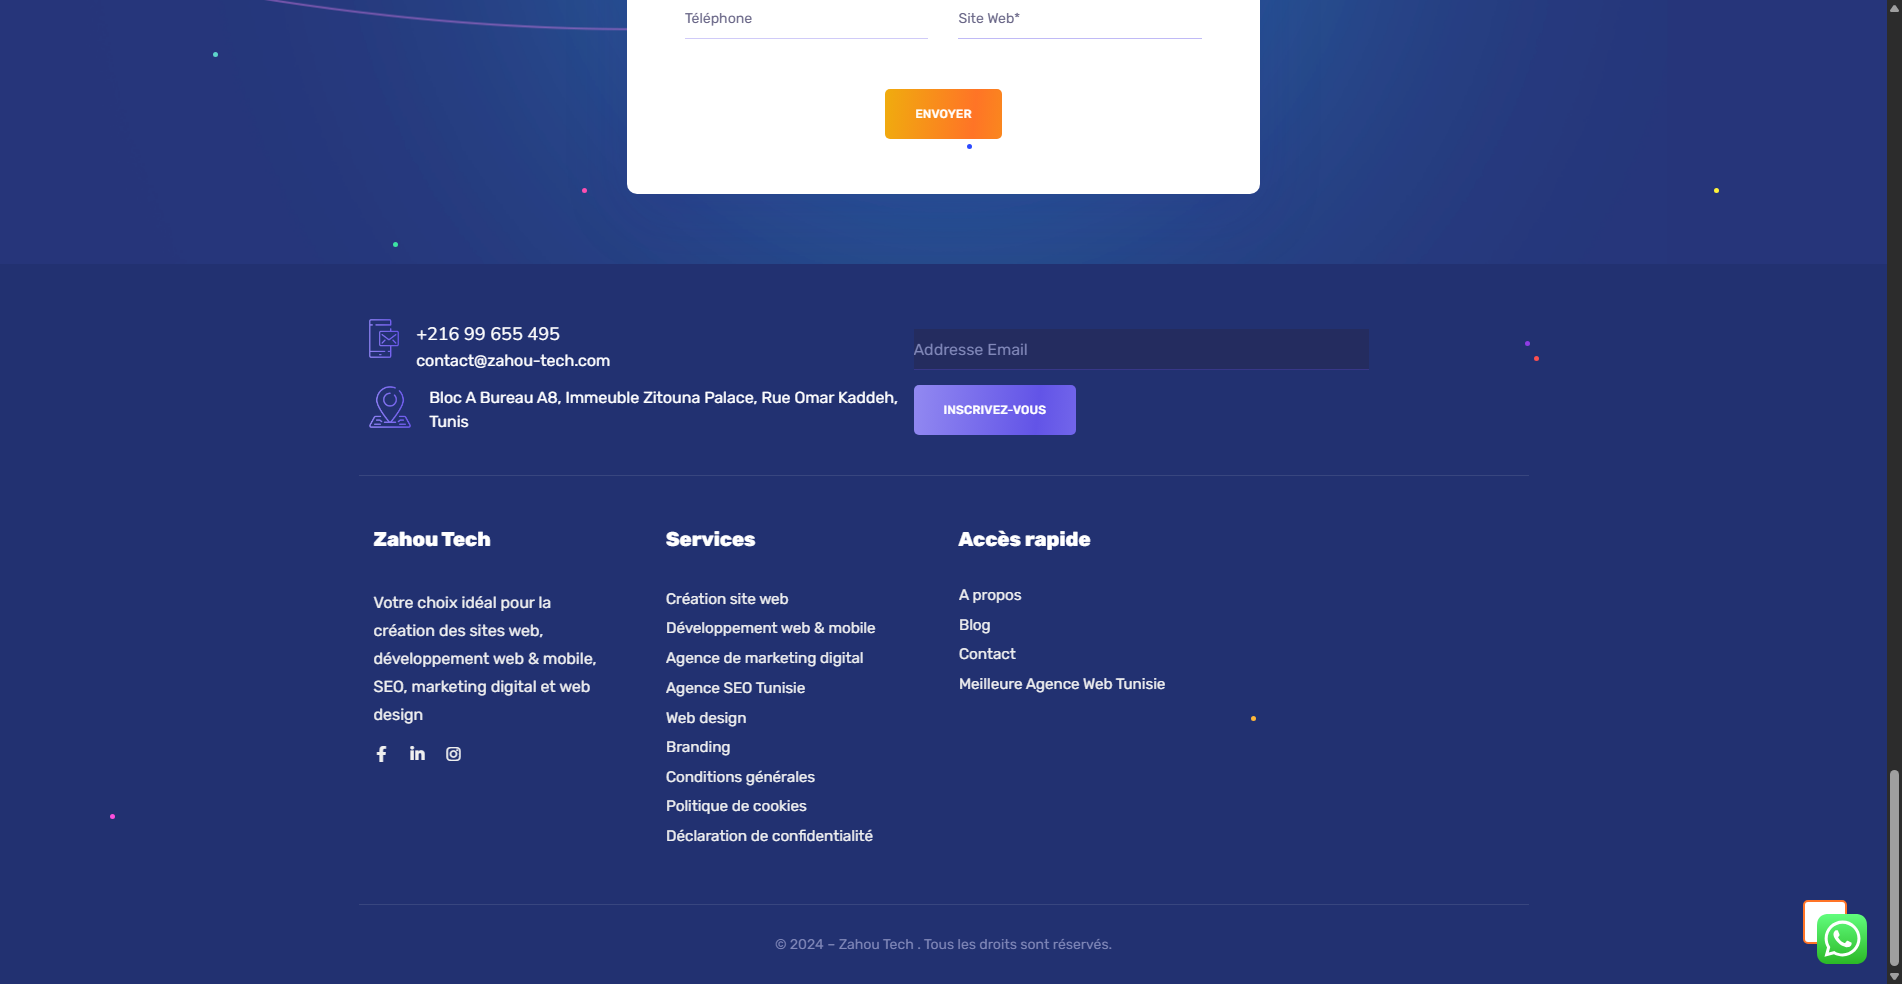 Téléphone
Site Web*
ENVOYER
+216 99 655 495
contact@zahou-tech.com
Bloc A Bureau A8, Immeuble Zitouna Palace, Rue Omar Kaddeh,
Tunis
Addresse Email
INSCRIVEZ-VOUS
Zahou Tech
Votre choix idéal pour la
création des sites web,
développement web & mobile,
SEO, marketing digital et web
design
Services
Création site web
Développement web & mobile
Agence de marketing digital
Agence SEO Tunisie
Web design
Branding
Conditions générales
Politique de cookies
Déclaration de confidentialité
Accès rapide
A propos
Blog
Contact
Meilleure Agence Web Tunisie
© 2024 – Zahou Tech . Tous les droits sont réservés.